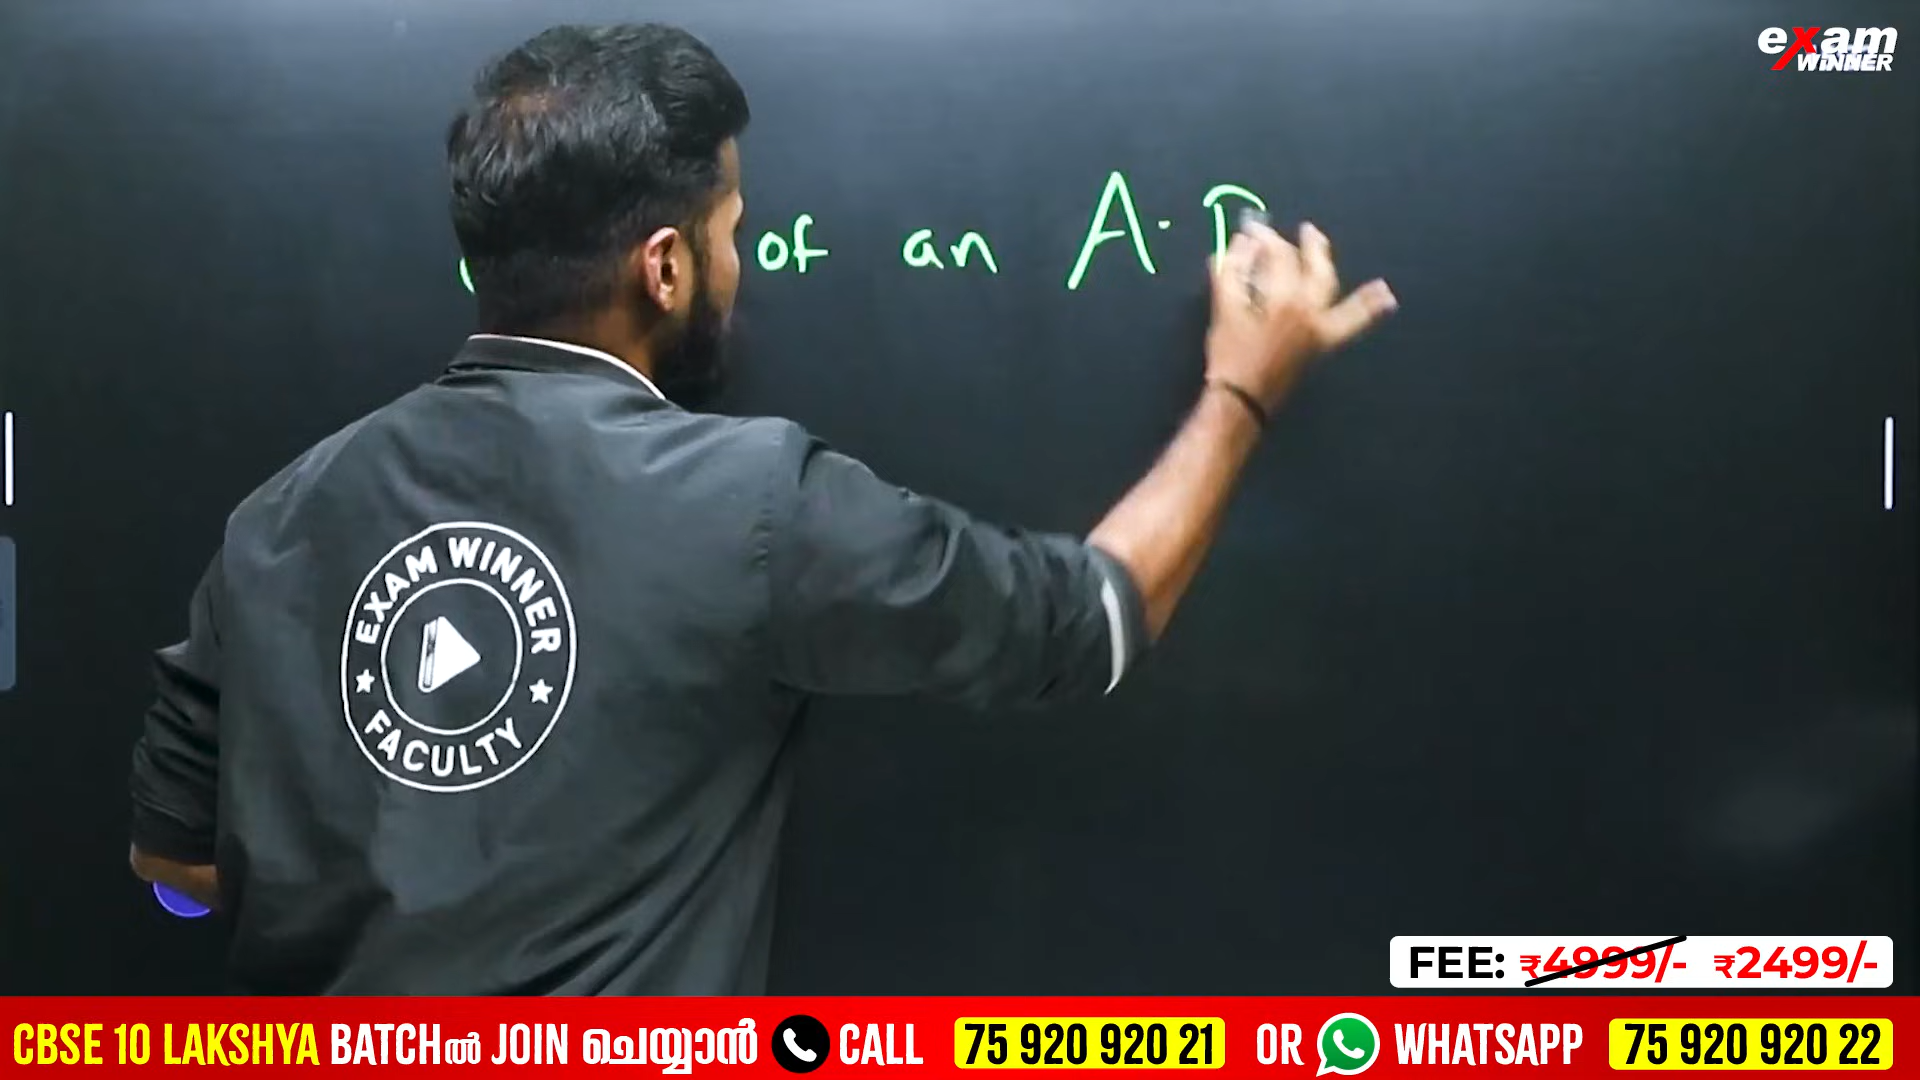 exam
WINNER
of an A.P
EXAM WINNER
FACULTY
FEE: ₹4999/- ₹2499/-
CBSE 10 LAKSHYA BATCHൽ JOIN ചെയ്യാൻ CALL 75 920 920 21 OR WHATSAPP 75 920 920 22